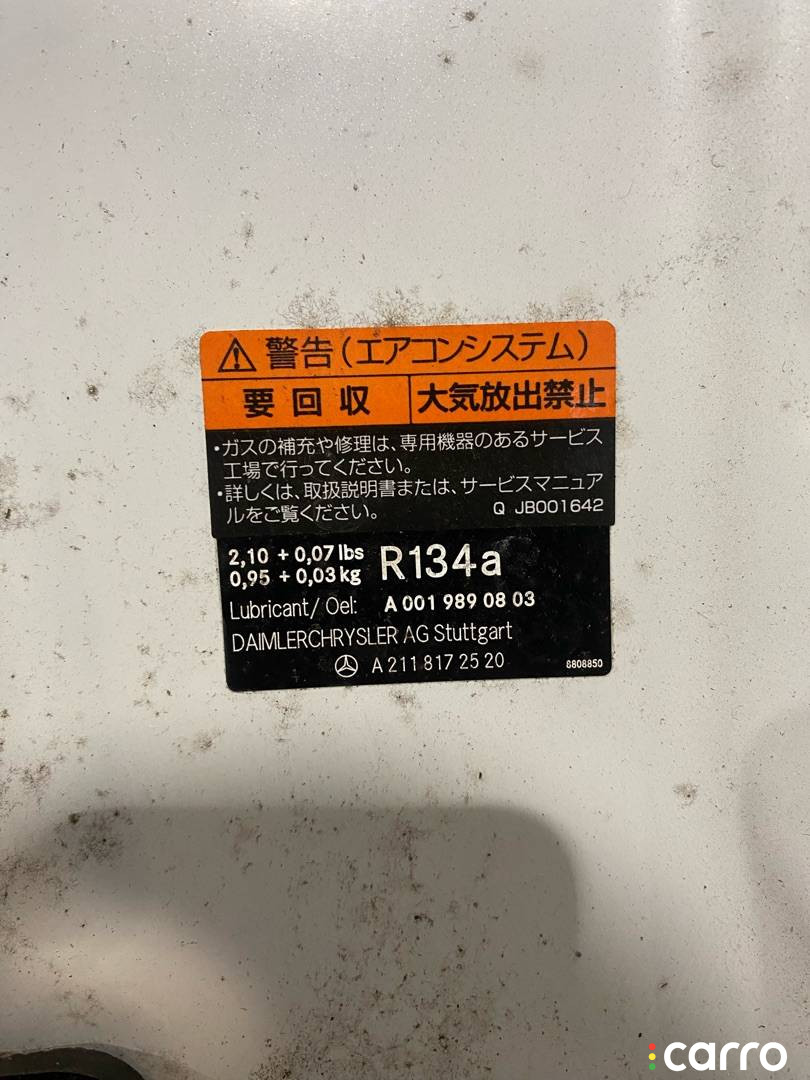 警告(エアコンシステム)
要回収 大気放出禁止
・ガスの補充や修理は、専用機器のあるサービス
工場で行ってください。
・詳しくは、取扱説明書または、サービスマニュア
ルをご覧ください。 Q JB001642
2,10 + 0,07 lbs R134a
0,95 + 0,03 kg
Lubricant/ Oel: A 001 989 08 03
DAIMLERCHRYSLER AG Stuttgart
A 211 817 25 20 8808850
carro